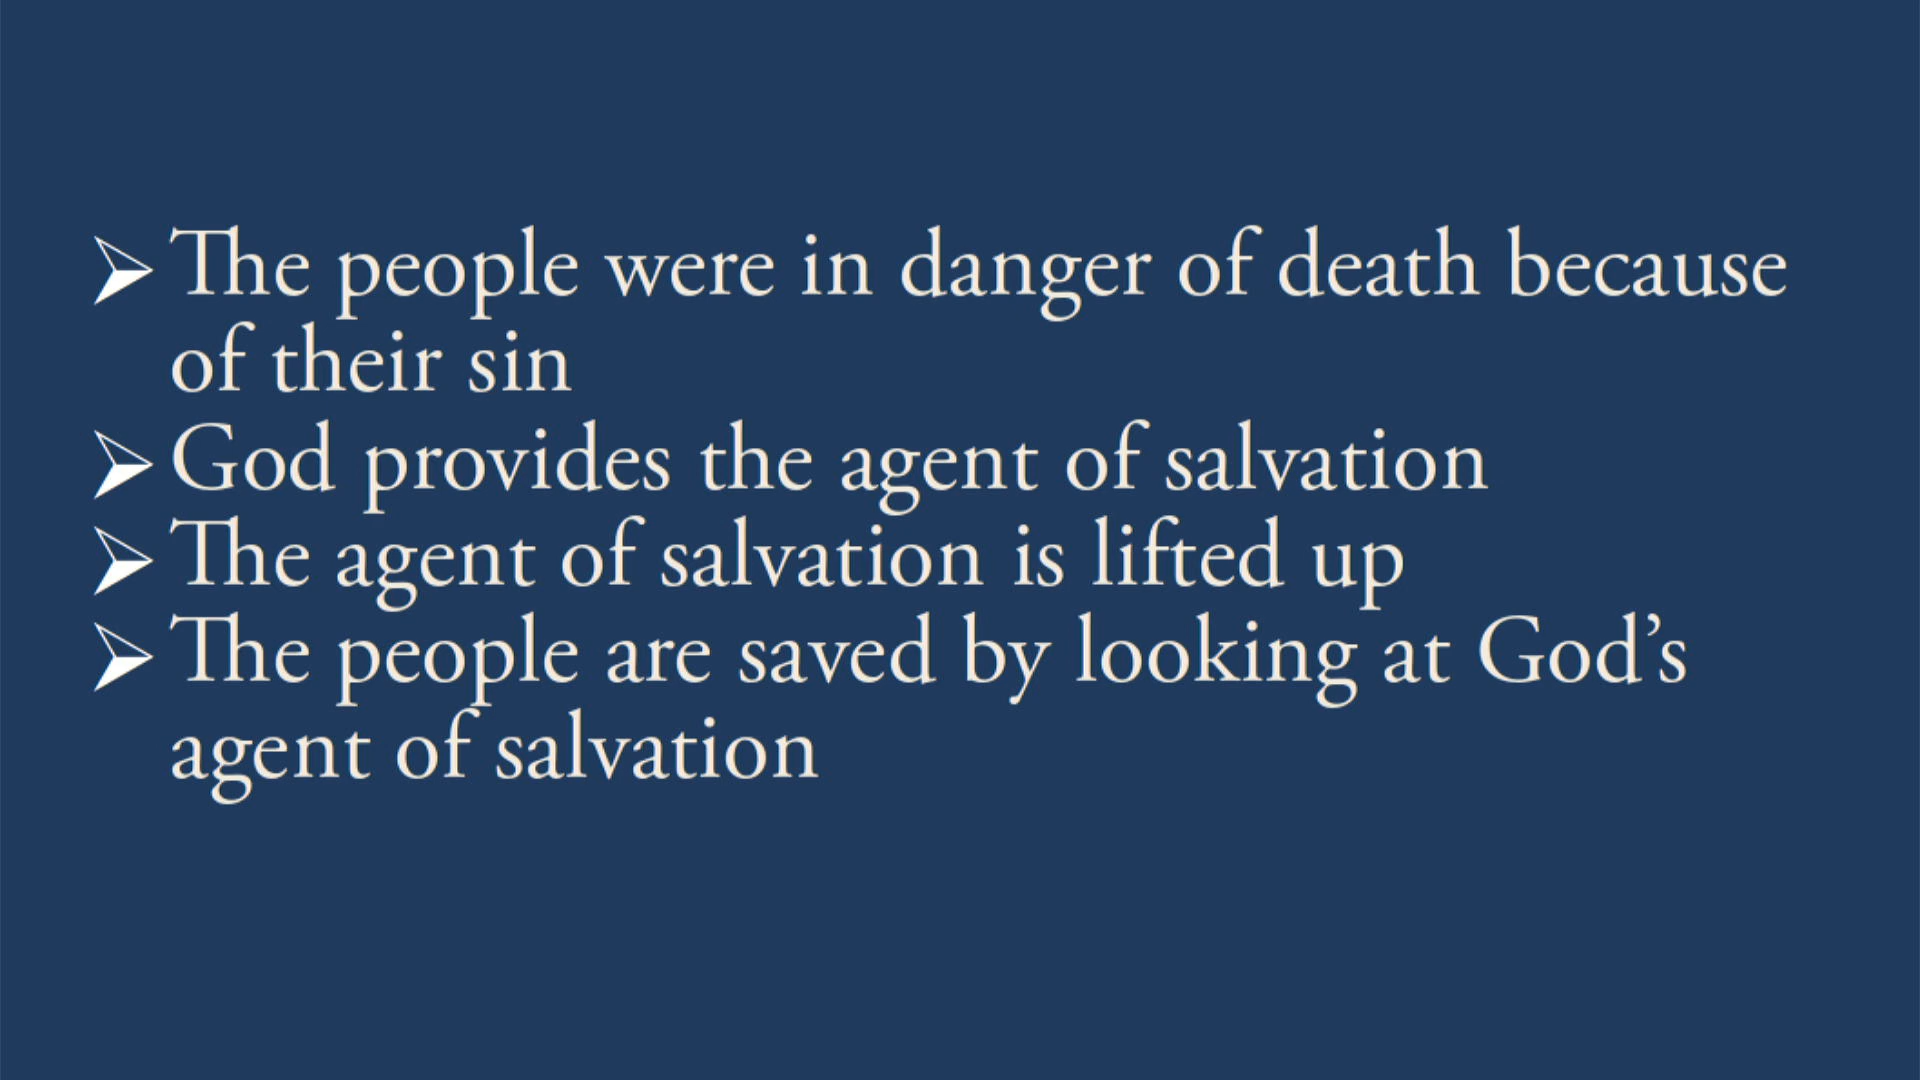 ➢ The people were in danger of death because
of their sin
➢ God provides the agent of salvation
➢ The agent of salvation is lifted up
➢ The people are saved by looking at God’s
agent of salvation